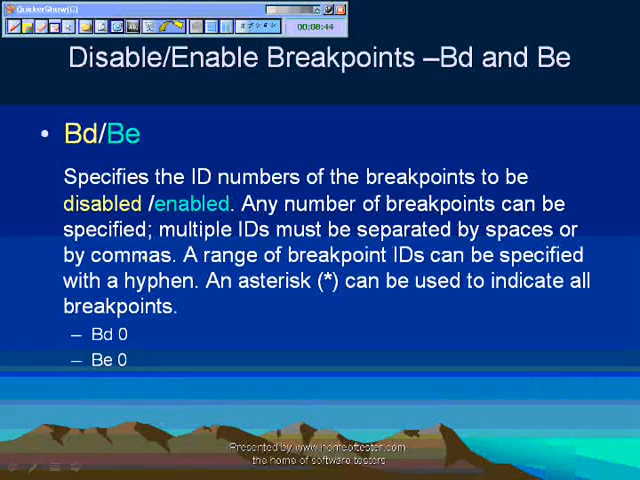 QuickerShow(C)
00:08:44
Disable/Enable Breakpoints –Bd and Be
• Bd/Be
Specifies the ID numbers of the breakpoints to be
disabled /enabled. Any number of breakpoints can be
specified; multiple IDs must be separated by spaces or
by commas. A range of breakpoint IDs can be specified
with a hyphen. An asterisk (*) can be used to indicate all
breakpoints.
– Bd 0
– Be 0
Presented by www.homeoftester.com
the home of software testers